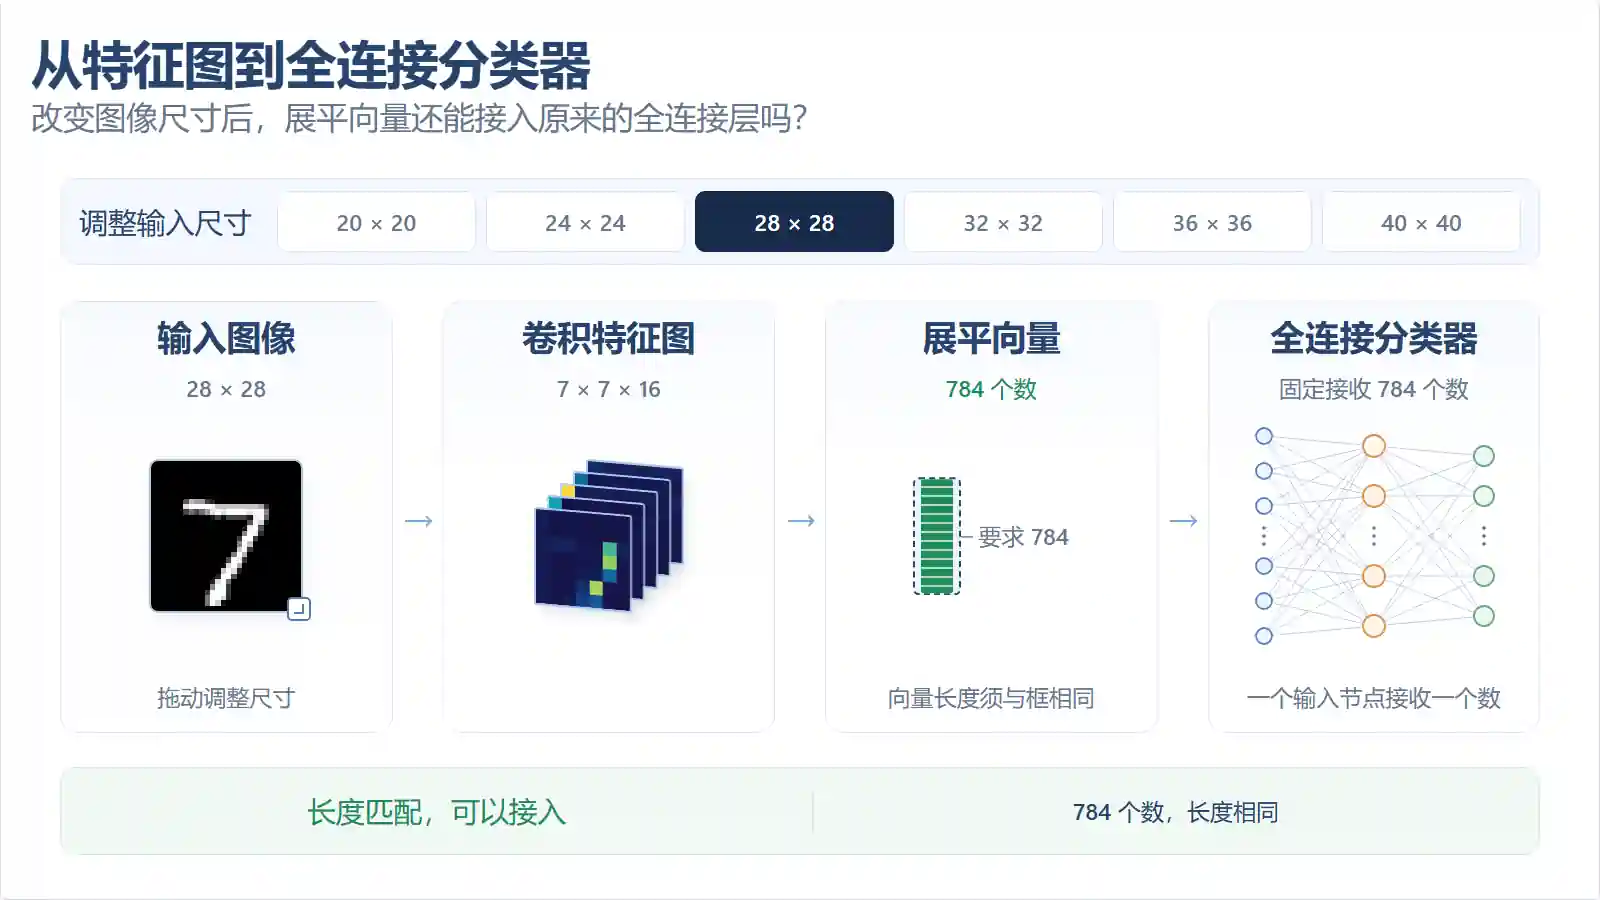 从特征图到全连接分类器
改变图像尺寸后，展平向量还能接入原来的全连接层吗？
调整输入尺寸
20 × 20
24 × 24
28 × 28
32 × 32
36 × 36
40 × 40
输入图像
28 × 28
拖动调整尺寸
卷积特征图
7 × 7 × 16
展平向量
784 个数
要求 784
向量长度须与框相同
全连接分类器
固定接收 784 个数
一个输入节点接收一个数
长度匹配，可以接入
784 个数，长度相同